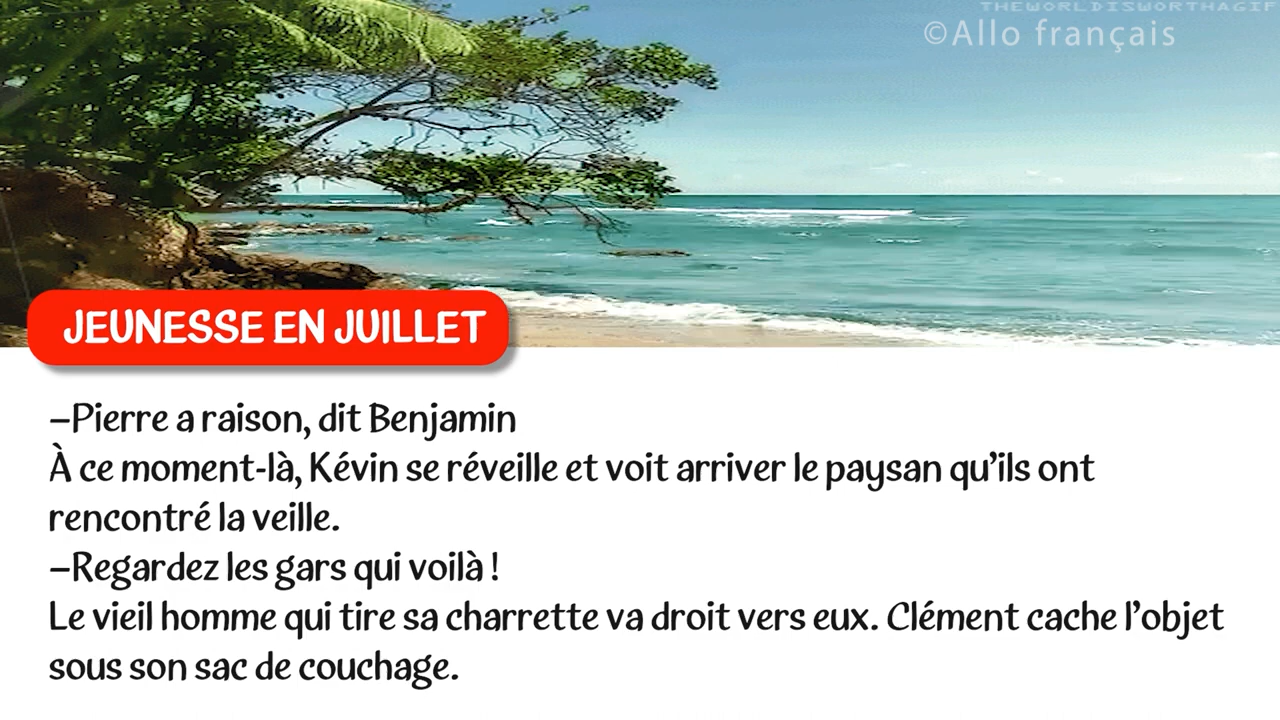 THEWORLDISWORTHAGIF
©Allo français
JEUNESSE EN JUILLET
–Pierre a raison, dit Benjamin
À ce moment-là, Kévin se réveille et voit arriver le paysan qu’ils ont
rencontré la veille.
–Regardez les gars qui voilà !
Le vieil homme qui tire sa charrette va droit vers eux. Clément cache l’objet
sous son sac de couchage.